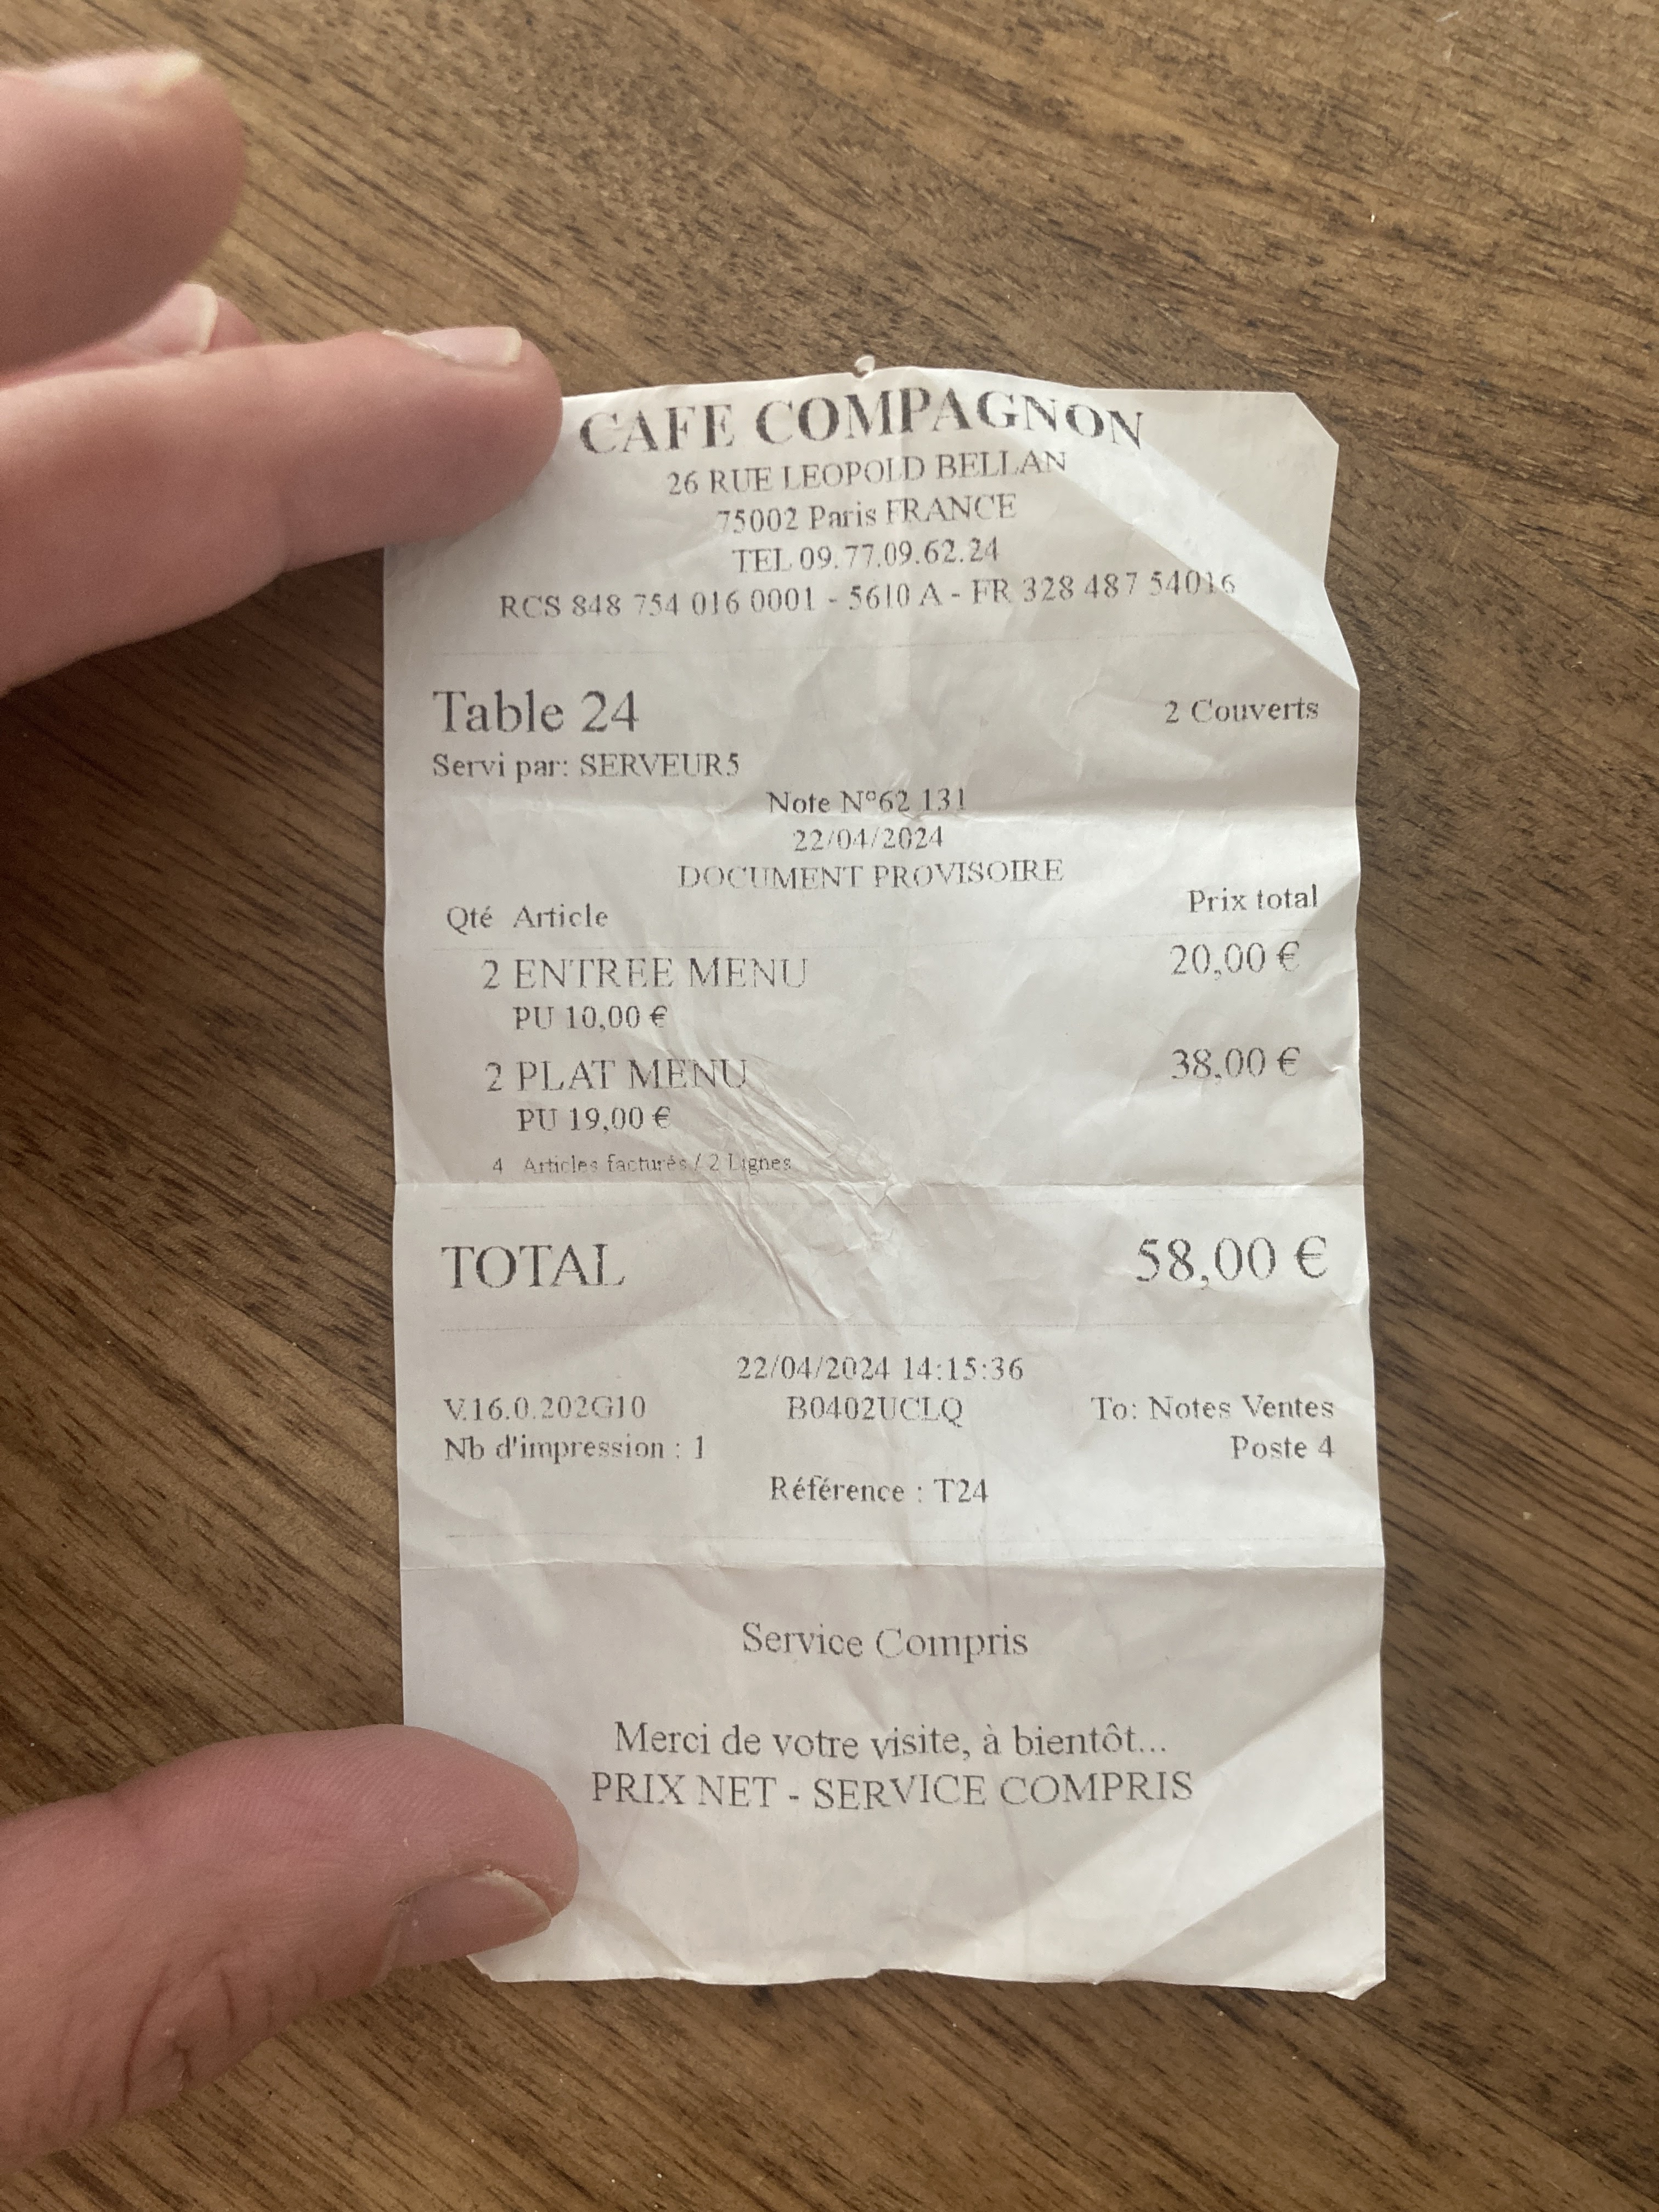 CAFE COMPAGNON
26 RUE LEOPOLD BELLAN
75002 Paris FRANCE
TEL 09.77.09.62.24
RCS 848 754 016 0001 - 5610 A - FR 328 487 54016
Table 24 2 Couverts
Servi par: SERVEUR5
Note N°62 131
22/04/2024
DOCUMENT PROVISOIRE
Qté Article Prix total
2 ENTREE MENU 20,00 €
PU 10,00 €
2 PLAT MENU 38,00 €
PU 19,00 €
4 Articles facturés / 2 Lignes
TOTAL 58,00 €
22/04/2024 14:15:36
V.16.0.202G10 B0402UCLQ To: Notes Ventes
Nb d'impression : 1 Poste 4
Référence : T24
Service Compris
Merci de votre visite, à bientôt...
PRIX NET - SERVICE COMPRIS